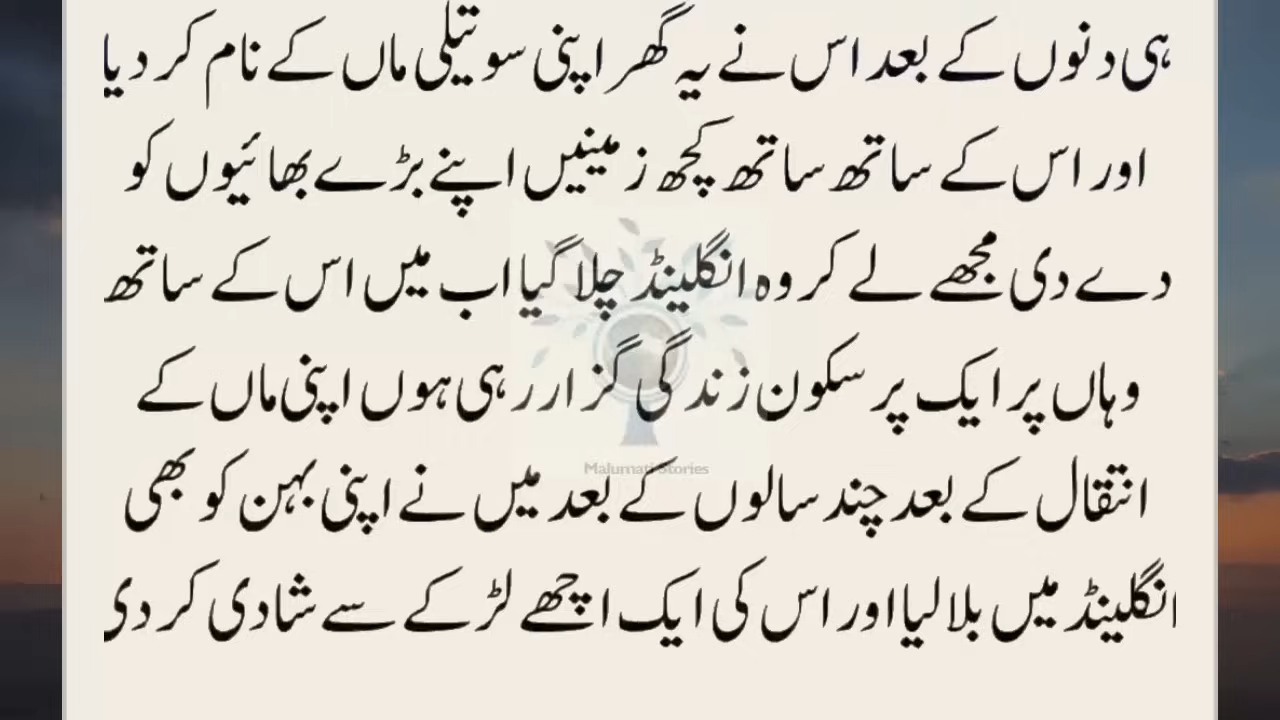 ہی دنوں کے بعد اس نے یہ گھر اپنی سوتیلی ماں کے نام کر دیا
اور اس کے ساتھ ساتھ کچھ زمینیں اپنے بڑے بھائیوں کو
دے دی مجھے لے کر وہ انگلینڈ چلا گیا اب میں اس کے ساتھ
وہاں پر ایک پر سکون زندگی گزار رہی ہوں اپنی ماں کے
Malumati Stories
انتقال کے بعد چند سالوں کے بعد میں نے اپنی بہن کو بھی
انگلینڈ میں بلا لیا اور اس کی ایک اچھے لڑکے سے شادی کر دی